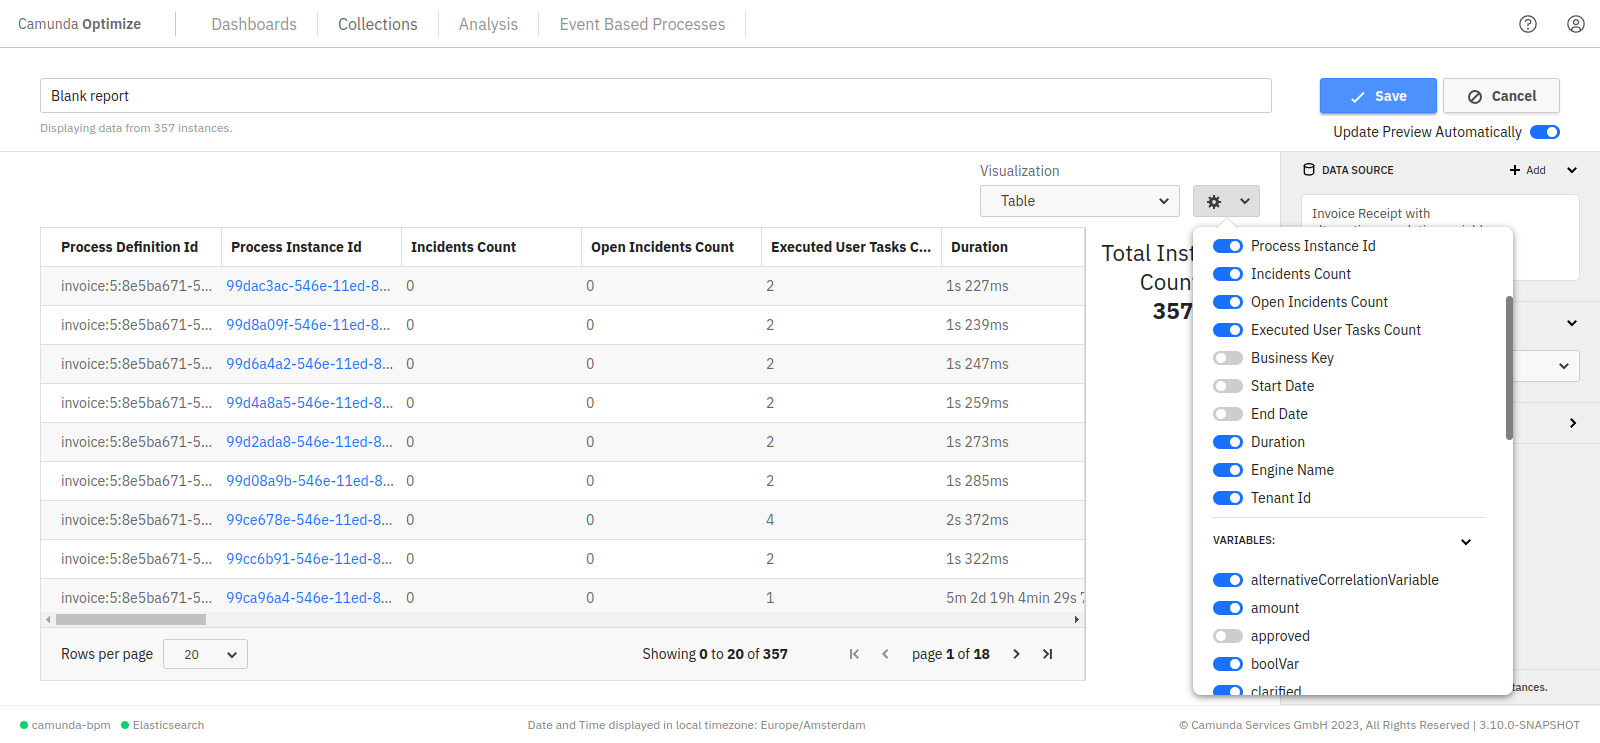 Camunda Optimize Dashboards Collections Analysis Event Based Processes
Blank report
Save Cancel
Displaying data from 357 instances.
Update Preview Automatically
Visualization
Table
DATA SOURCE Add
Invoice Receipt with
Process Definition Id Process Instance Id Incidents Count Open Incidents Count Executed User Tasks C... Duration
invoice:5:8e5ba671-5... 99dac3ac-546e-11ed-8... 0 0 2 1s 227ms
invoice:5:8e5ba671-5... 99d8a09f-546e-11ed-8... 0 0 2 1s 239ms
invoice:5:8e5ba671-5... 99d6a4a2-546e-11ed-8... 0 0 2 1s 247ms
invoice:5:8e5ba671-5... 99d4a8a5-546e-11ed-8... 0 0 2 1s 259ms
invoice:5:8e5ba671-5... 99d2ada8-546e-11ed-8... 0 0 2 1s 273ms
invoice:5:8e5ba671-5... 99d08a9b-546e-11ed-8... 0 0 2 1s 285ms
invoice:5:8e5ba671-5... 99ce678e-546e-11ed-8... 0 0 4 2s 372ms
invoice:5:8e5ba671-5... 99cc6b91-546e-11ed-8... 0 0 2 1s 322ms
invoice:5:8e5ba671-5... 99ca96a4-546e-11ed-8... 0 0 1 5m 2d 19h 4min 29s 7
Rows per page 20 Showing 0 to 20 of 357 page 1 of 18
Total Inst
Coun
357
Process Instance Id
Incidents Count
Open Incidents Count
Executed User Tasks Count
Business Key
Start Date
End Date
Duration
Engine Name
Tenant Id
VARIABLES:
alternativeCorrelationVariable
amount
approved
boolVar
clarified
tances.
camunda-bpm Elasticsearch Date and Time displayed in local timezone: Europe/Amsterdam © Camunda Services GmbH 2023, All Rights Reserved | 3.10.0-SNAPSHOT